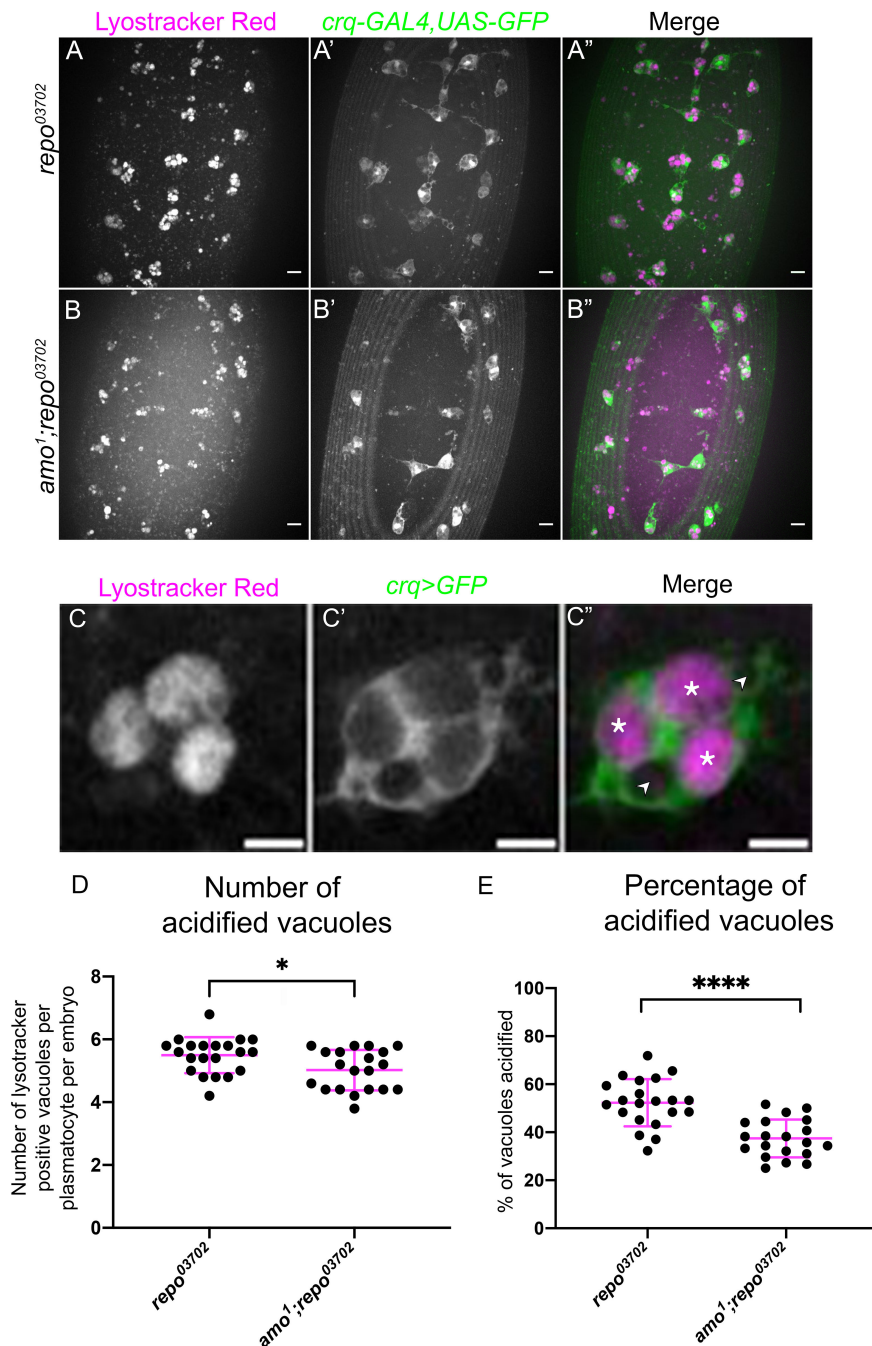 Lyostracker Red crq-GAL4,UAS-GFP Merge
A A' A"
repo⁰³⁷⁰²
B B' B"
amo¹;repo⁰³⁷⁰²
Lyostracker Red crq>GFP Merge
C C' C"
* * *
D Number of
acidified vacuoles
*
Number of lysotracker
positive vacuoles per
plasmatocyte per embryo
8
6
4
2
0
repo⁰³⁷⁰² amo¹;repo⁰³⁷⁰²
E Percentage of
acidified vacuoles
****
% of vacuoles acidified
100
80
60
40
20
0
repo⁰³⁷⁰² amo¹;repo⁰³⁷⁰²